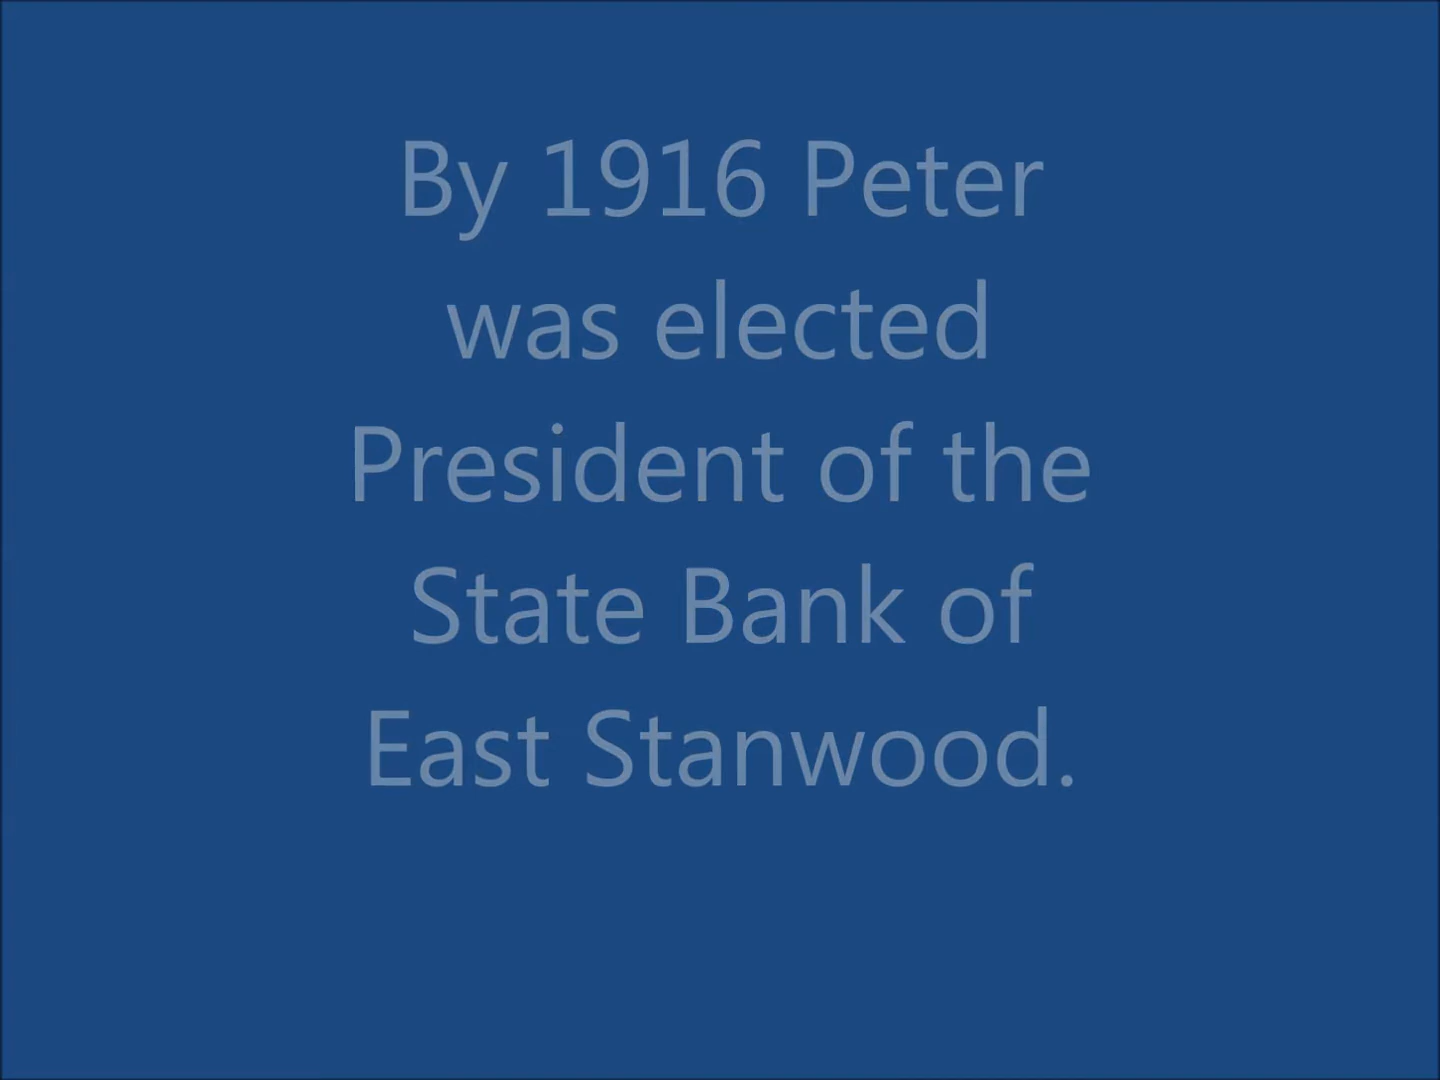 By 1916 Peter
was elected
President of the
State Bank of
East Stanwood.